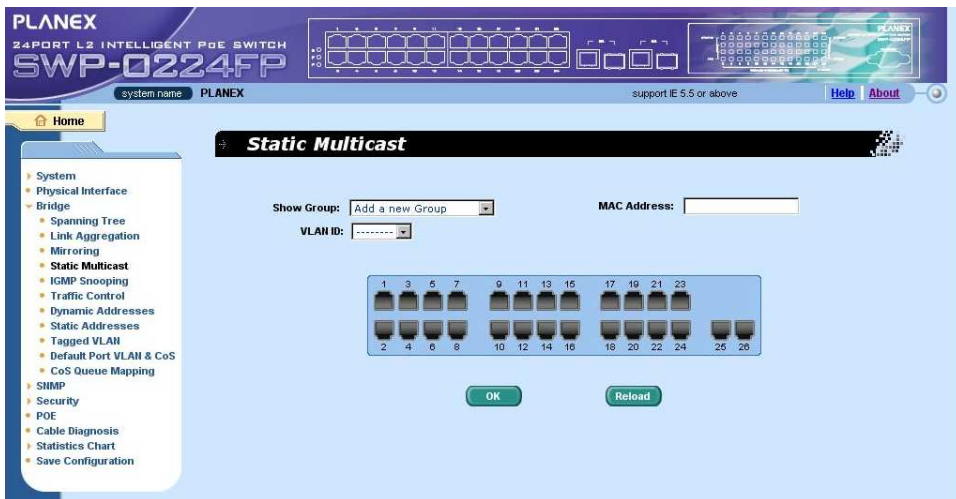 PLANEX
24PORT L2 INTELLIGENT PoE SWITCH
SWP-0224FP
PLANEX
system name PLANEX
support IE 5.5 or above
Help About
Home
Static Multicast
System
Physical Interface
Bridge
Spanning Tree
Link Aggregation
Mirroring
Static Multicast
IGMP Snooping
Traffic Control
Dynamic Addresses
Static Addresses
Tagged VLAN
Default Port VLAN & CoS
CoS Queue Mapping
SNMP
Security
POE
Cable Diagnosis
Statistics Chart
Save Configuration
Show Group: Add a new Group
MAC Address:
VLAN ID: --------
1 3 5 7 9 11 13 15 17 19 21 23
2 4 6 8 10 12 14 16 18 20 22 24 25 26
OK Reload